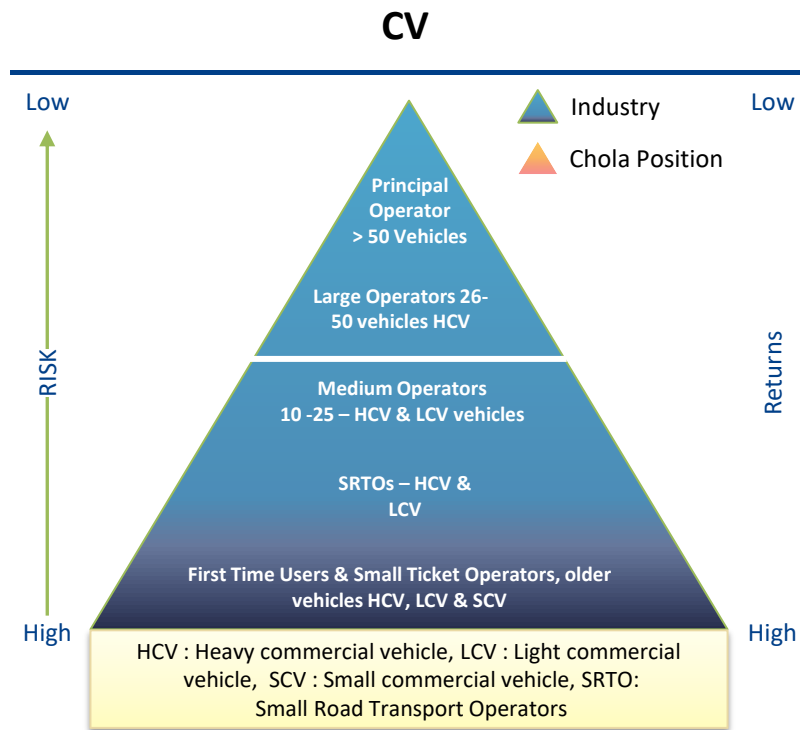 CV
Low
Low
Industry
Chola Position
Principal
Operator
> 50 Vehicles
Large Operators 26-
50 vehicles HCV
RISK
Returns
Medium Operators
10 -25 – HCV & LCV vehicles
SRTOs – HCV &
LCV
First Time Users & Small Ticket Operators, older
vehicles HCV, LCV & SCV
High
High
HCV : Heavy commercial vehicle, LCV : Light commercial
vehicle, SCV : Small commercial vehicle, SRTO:
Small Road Transport Operators